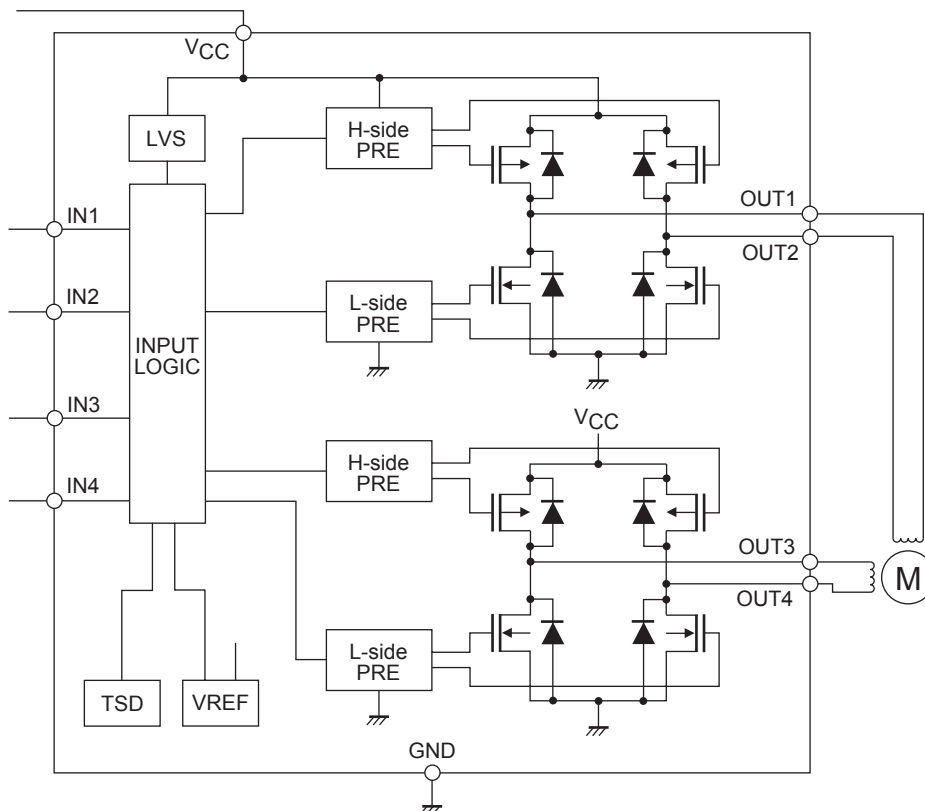 VCC
LVS
H-side
PRE
IN1
OUT1
OUT2
IN2
L-side
PRE
INPUT
LOGIC
IN3
VCC
IN4
H-side
PRE
OUT3
M
OUT4
L-side
PRE
TSD
VREF
GND